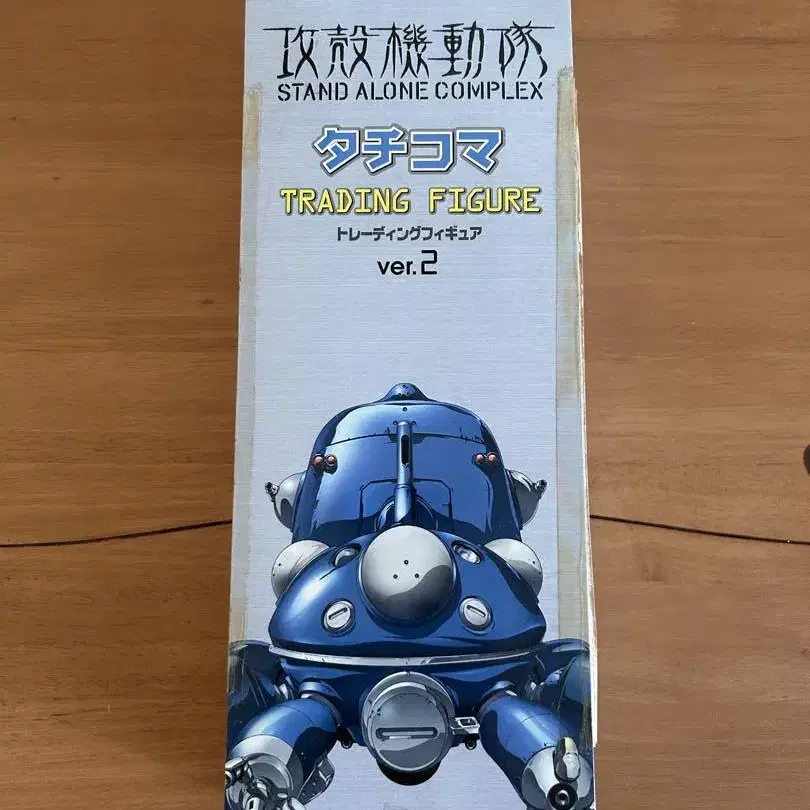 攻殻機動隊
STAND ALONE COMPLEX
タチコマ
TRADING FIGURE
トレーディングフィギュア
ver.2